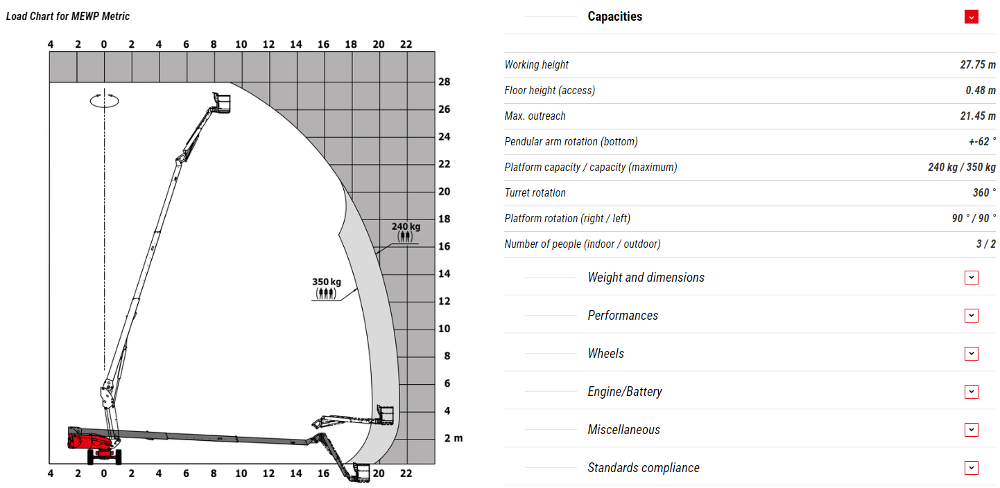 Load Chart for MEWP Metric
4 2 0 2 4 6 8 10 12 14 16 18 20 22
28
26
24
22
20
18
240 kg
16
14
350 kg
12
10
8
6
4
2 m
4 2 0 2 4 6 8 10 12 14 16 20 22
Capacities
Working height 27.75 m
Floor height (access) 0.48 m
Max. outreach 21.45 m
Pendular arm rotation (bottom) +-62 °
Platform capacity / capacity (maximum) 240 kg / 350 kg
Turret rotation 360 °
Platform rotation (right / left) 90 ° / 90 °
Number of people (indoor / outdoor) 3 / 2
Weight and dimensions
Performances
Wheels
Engine/Battery
Miscellaneous
Standards compliance